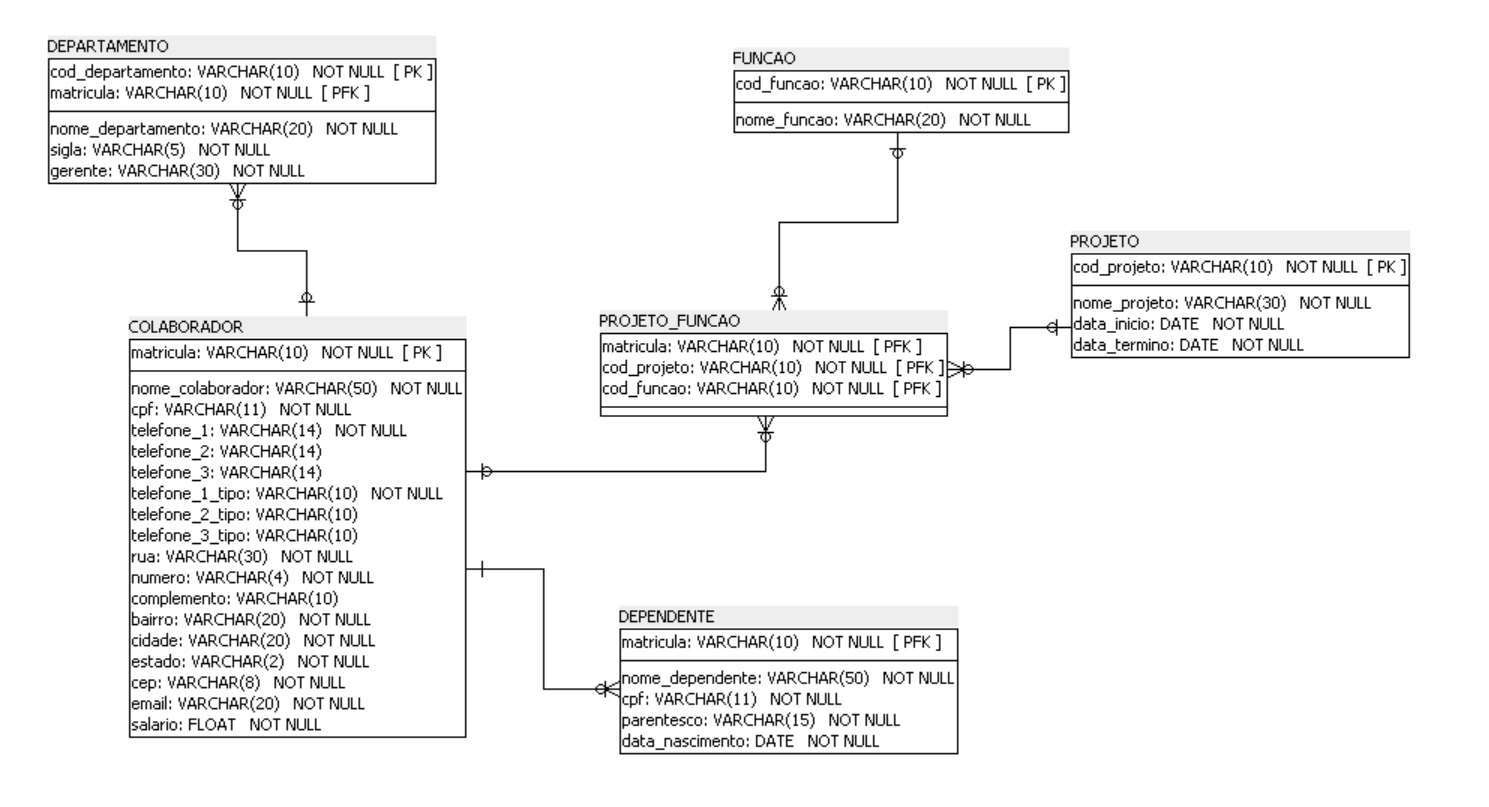 DEPARTAMENTO
cod_departamento: VARCHAR(10) NOT NULL [ PK ]
matricula: VARCHAR(10) NOT NULL [ PFK ]
nome_departamento: VARCHAR(20) NOT NULL
sigla: VARCHAR(5) NOT NULL
gerente: VARCHAR(30) NOT NULL
FUNCAO
cod_funcao: VARCHAR(10) NOT NULL [ PK ]
nome_funcao: VARCHAR(20) NOT NULL
PROJETO
cod_projeto: VARCHAR(10) NOT NULL [ PK ]
nome_projeto: VARCHAR(30) NOT NULL
data_inicio: DATE NOT NULL
data_termino: DATE NOT NULL
COLABORADOR
matricula: VARCHAR(10) NOT NULL [ PK ]
nome_colaborador: VARCHAR(50) NOT NULL
cpf: VARCHAR(11) NOT NULL
telefone_1: VARCHAR(14) NOT NULL
telefone_2: VARCHAR(14)
telefone_3: VARCHAR(14)
telefone_1_tipo: VARCHAR(10) NOT NULL
telefone_2_tipo: VARCHAR(10)
telefone_3_tipo: VARCHAR(10)
rua: VARCHAR(30) NOT NULL
numero: VARCHAR(4) NOT NULL
complemento: VARCHAR(10)
bairro: VARCHAR(20) NOT NULL
cidade: VARCHAR(20) NOT NULL
estado: VARCHAR(2) NOT NULL
cep: VARCHAR(8) NOT NULL
email: VARCHAR(20) NOT NULL
salario: FLOAT NOT NULL
PROJETO_FUNCAO
matricula: VARCHAR(10) NOT NULL [ PFK ]
cod_projeto: VARCHAR(10) NOT NULL [ PFK ]
cod_funcao: VARCHAR(10) NOT NULL [ PFK ]
DEPENDENTE
matricula: VARCHAR(10) NOT NULL [ PFK ]
nome_dependente: VARCHAR(50) NOT NULL
cpf: VARCHAR(11) NOT NULL
parentesco: VARCHAR(15) NOT NULL
data_nascimento: DATE NOT NULL